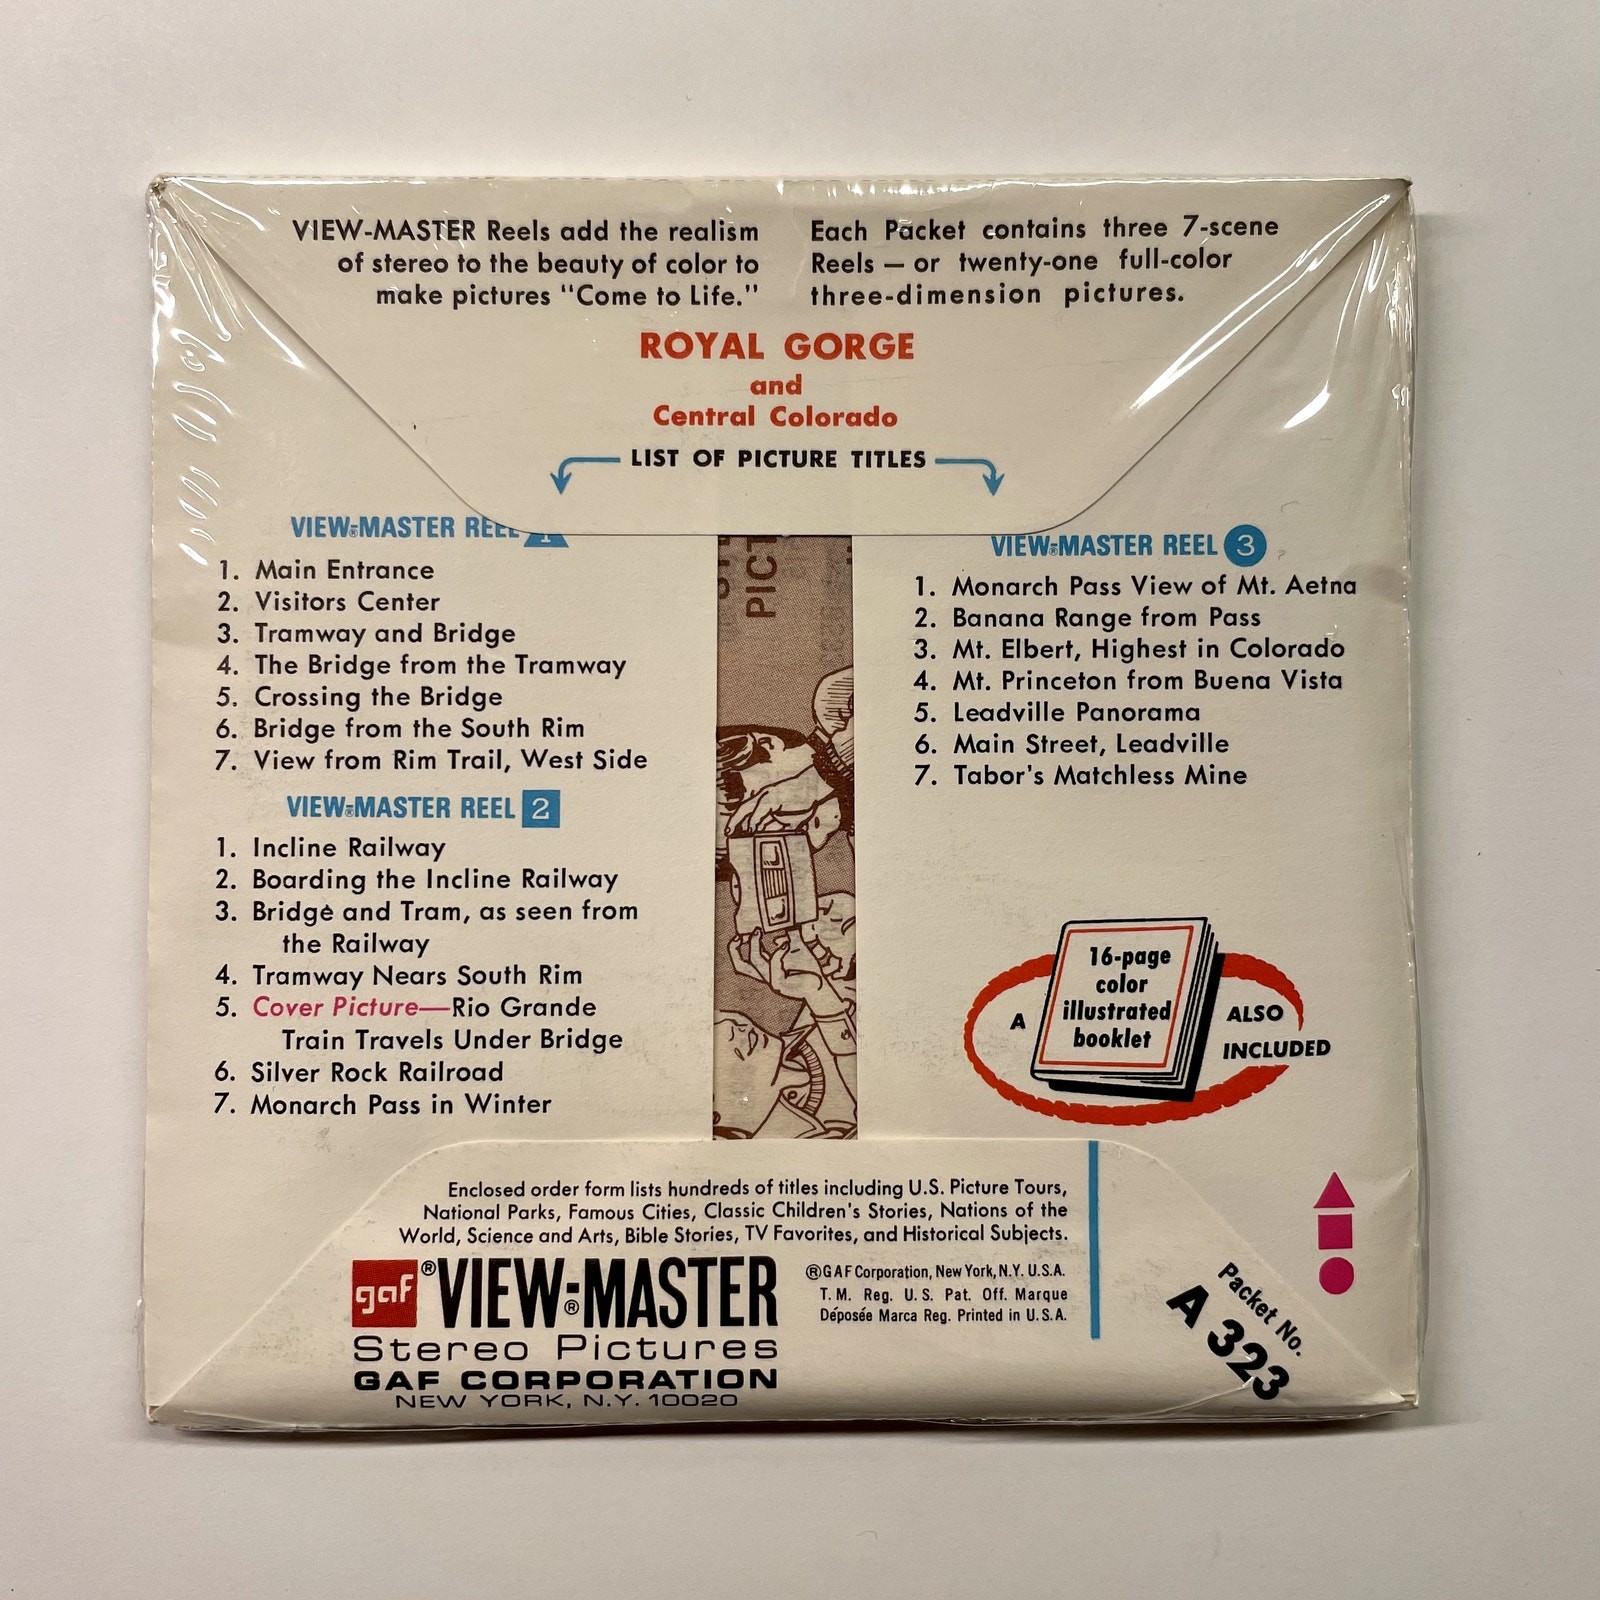 VIEW-MASTER Reels add the realism
of stereo to the beauty of color to
make pictures "Come to Life."
Each Packet contains three 7-scene
Reels — or twenty-one full-color
three-dimension pictures.
ROYAL GORGE
and
Central Colorado
LIST OF PICTURE TITLES
VIEW-MASTER REEL 1
1. Main Entrance
2. Visitors Center
3. Tramway and Bridge
4. The Bridge from the Tramway
5. Crossing the Bridge
6. Bridge from the South Rim
7. View from Rim Trail, West Side
VIEW-MASTER REEL 2
1. Incline Railway
2. Boarding the Incline Railway
3. Bridge and Tram, as seen from
the Railway
4. Tramway Nears South Rim
5. Cover Picture—Rio Grande
Train Travels Under Bridge
6. Silver Rock Railroad
7. Monarch Pass in Winter
PICT
VIEW®-MASTER REEL 3
1. Monarch Pass View of Mt. Aetna
2. Banana Range from Pass
3. Mt. Elbert, Highest in Colorado
4. Mt. Princeton from Buena Vista
5. Leadville Panorama
6. Main Street, Leadville
7. Tabor's Matchless Mine
A
16-page
color
illustrated
booklet
ALSO
INCLUDED
Enclosed order form lists hundreds of titles including U.S. Picture Tours,
National Parks, Famous Cities, Classic Children's Stories, Nations of the
World, Science and Arts, Bible Stories, TV Favorites, and Historical Subjects.
gaf® VIEW-®MASTER
Stereo Pictures
GAF CORPORATION
NEW YORK, N.Y. 10020
®GAF Corporation, New York, N.Y. U.S.A.
T.M. Reg. U.S. Pat. Off. Marque
Déposée Marca Reg. Printed in U.S.A.
Packet No.
A 323